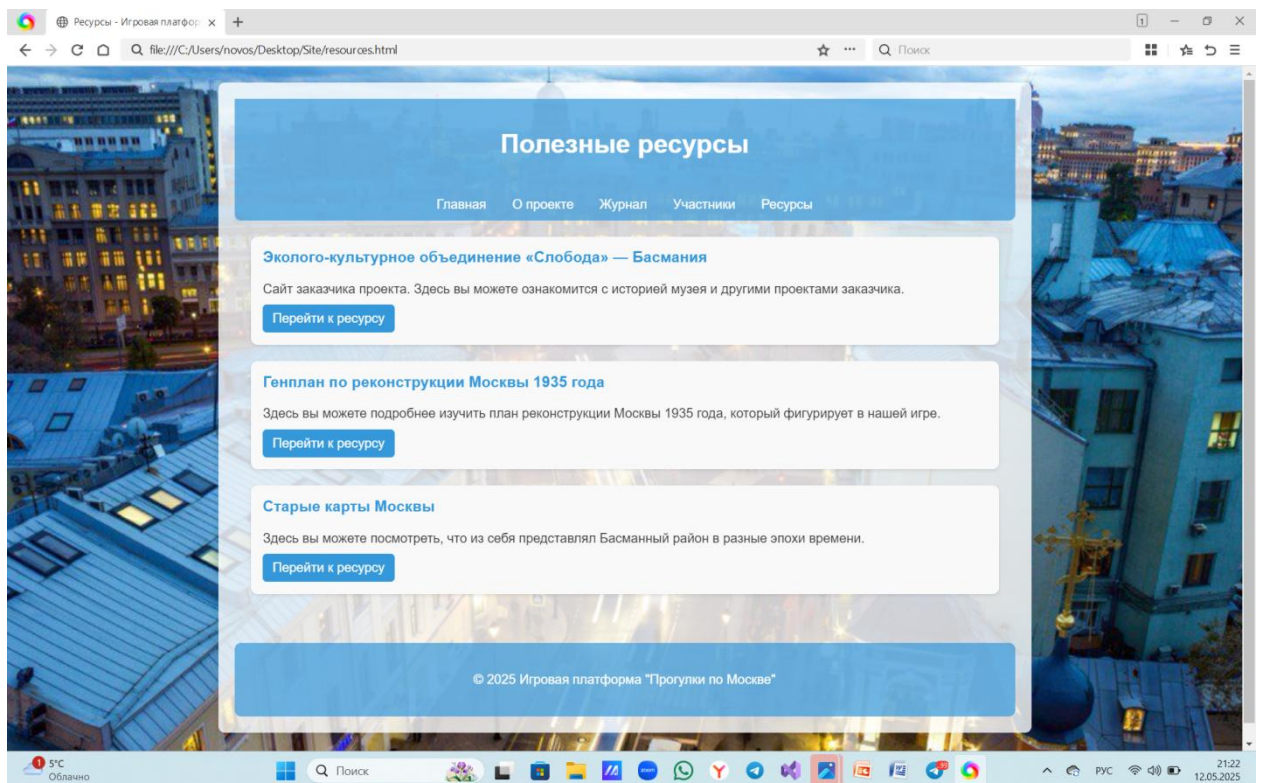 Ресурсы - Игровая платфор
1
file:///C:/Users/novos/Desktop/Site/resources.html
Поиск
Полезные ресурсы
Главная О проекте Журнал Участники Ресурсы
Эколого-культурное объединение «Слобода» — Басмания
Сайт заказчика проекта. Здесь вы можете ознакомится с историей музея и другими проектами заказчика.
Перейти к ресурсу
Генплан по реконструкции Москвы 1935 года
Здесь вы можете подробнее изучить план реконструкции Москвы 1935 года, который фигурирует в нашей игре.
Перейти к ресурсу
Старые карты Москвы
Здесь вы можете посмотреть, что из себя представлял Басманный район в разные эпохи времени.
Перейти к ресурсу
© 2025 Игровая платформа "Прогулки по Москве"
1
5°C
Облачно
Поиск
zoom
РУС
21:22
12.05.2025